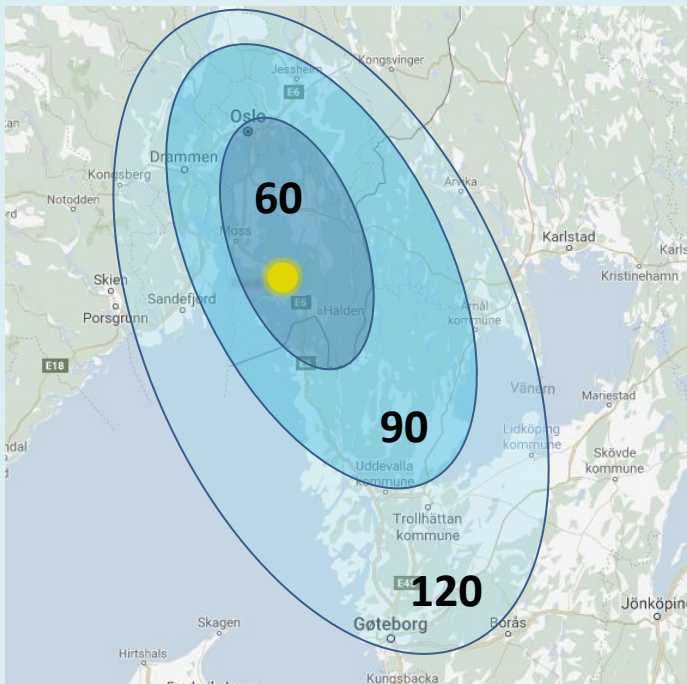 Kongsvinger
Jessheim
E6
Oslo
Drammen
Kongsberg
Notodden
Arvika
60
Moss
Karlstad
Kristinehamn
Skien
Sandefjord
Porsgrunn
E6
Halden
Åmål
kommune
E18
E6
Vänern
Mariestad
90
Lidköping
kommune
Skövde
kommune
Uddevalla
kommune
Trollhättan
kommune
E45
120
Jönköping
Skagen
Gøteborg
Borås
Hirtshals
Kungsbacka